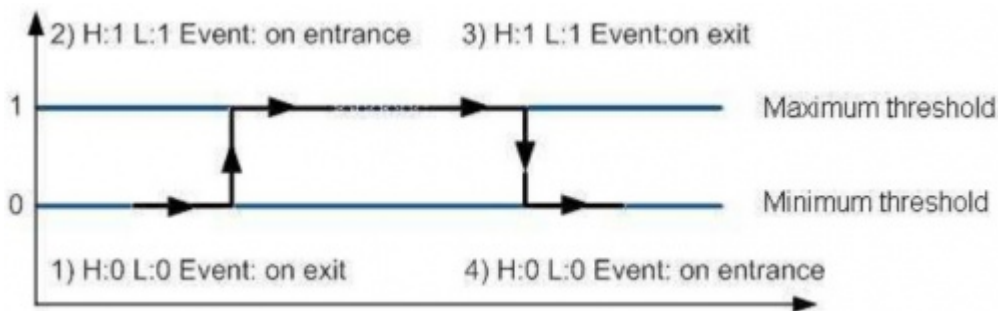 2) H:1 L:1 Event: on entrance
3) H:1 L:1 Event:on exit
1
Maximum threshold
0
Minimum threshold
1) H:0 L:0 Event: on exit
4) H:0 L:0 Event: on entrance